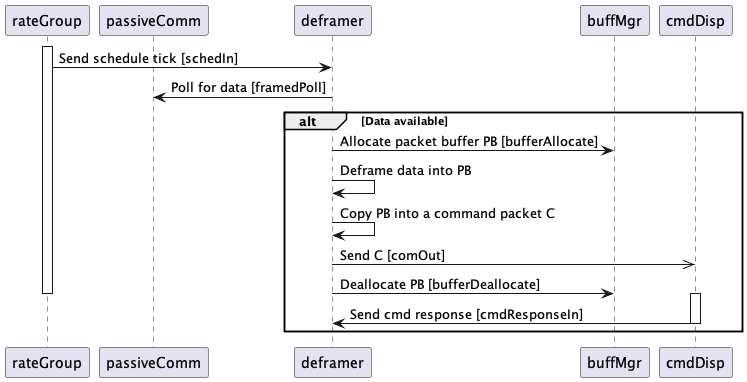 rateGroup passiveComm deframer buffMgr cmdDisp
Send schedule tick [schedIn]
Poll for data [framedPoll]
alt [Data available]
Allocate packet buffer PB [bufferAllocate]
Deframe data into PB
Copy PB into a command packet C
Send C [comOut]
Deallocate PB [bufferDeallocate]
Send cmd response [cmdResponseIn]
rateGroup passiveComm deframer buffMgr cmdDisp